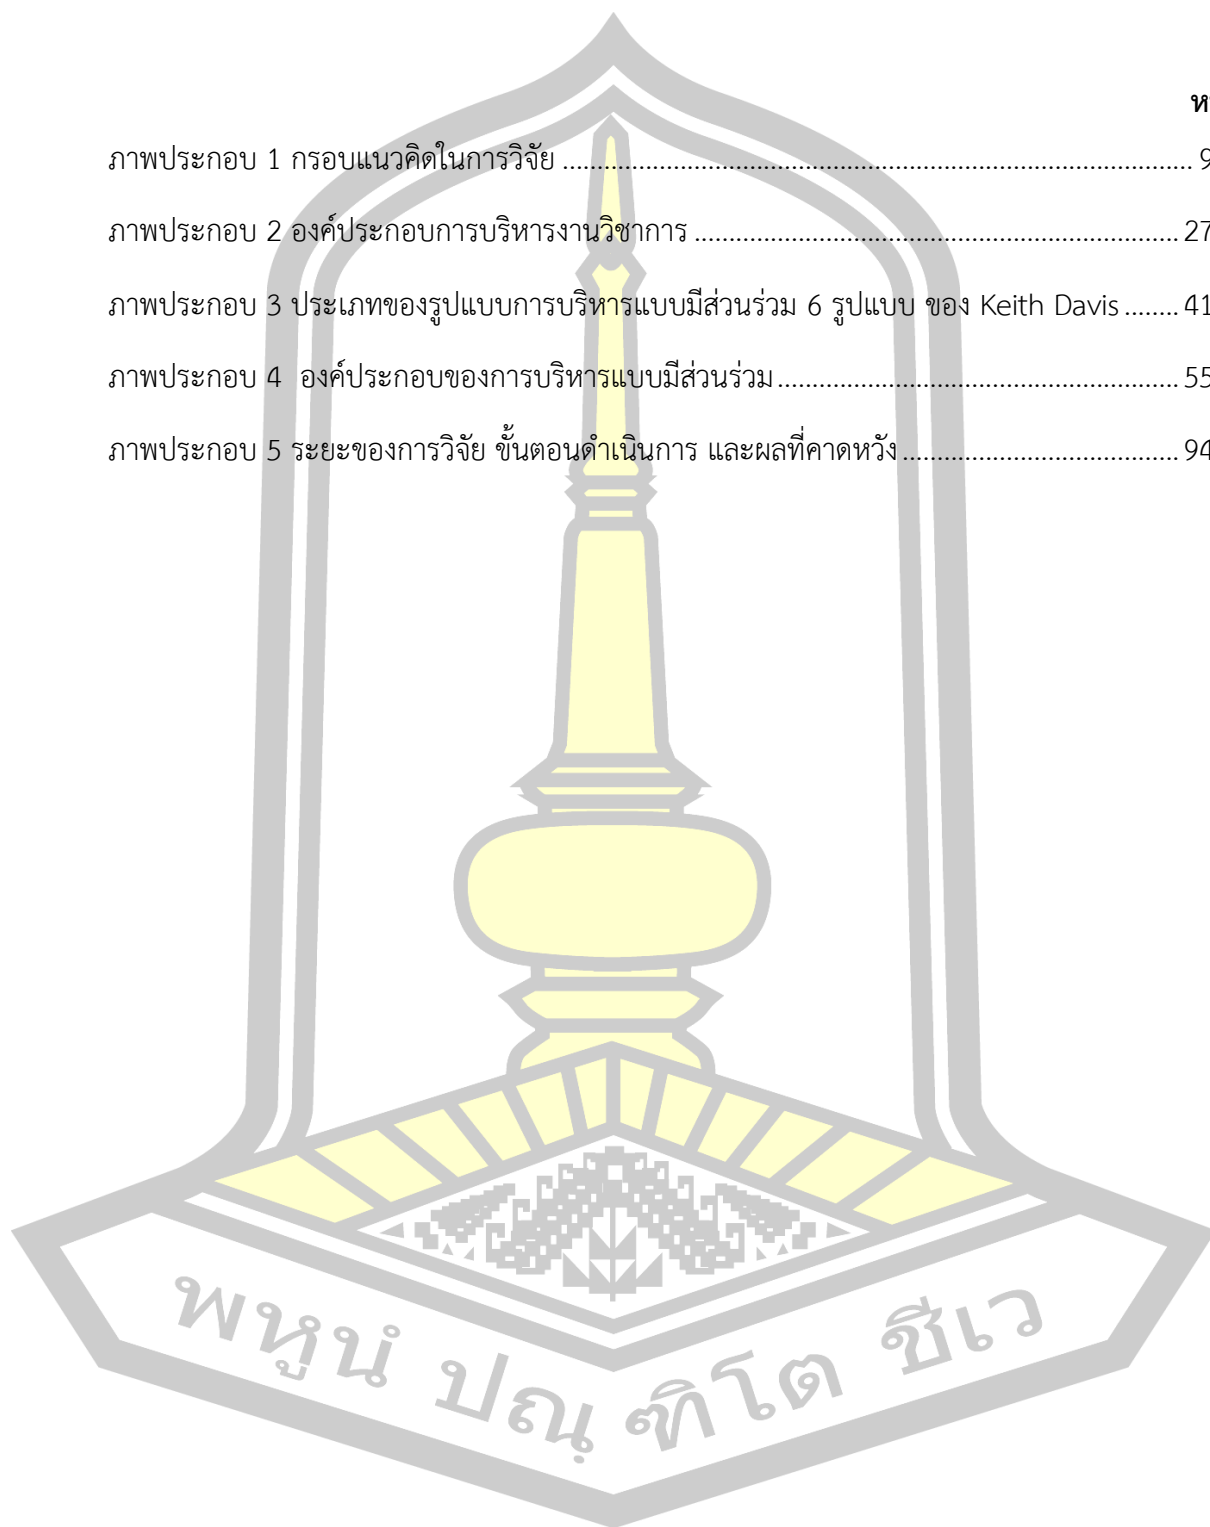 ภาพประกอบ 1 กรอบแนวคิดในการวิจัย ........ 9
ภาพประกอบ 2 องค์ประกอบการบริหารงานวิชาการ ........ 27
ภาพประกอบ 3 ประเภทของรูปแบบการบริหารแบบมีส่วนร่วม 6 รูปแบบ ของ Keith Davis ........ 41
ภาพประกอบ 4 องค์ประกอบของการบริหารแบบมีส่วนร่วม ........ 55
ภาพประกอบ 5 ระยะของการวิจัย ขั้นตอนดำเนินการ และผลที่คาดหวัง ........ 94
พหูนํ ปณฺฑิโต ชีเว